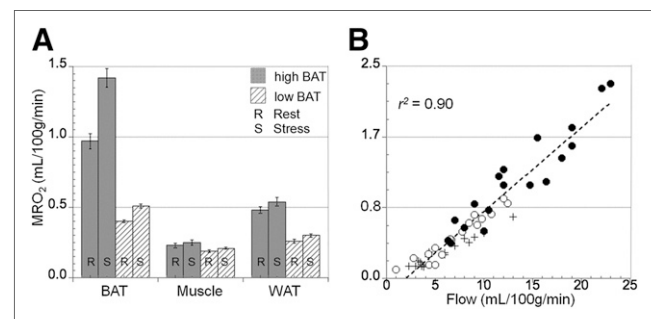 A
MRO2 (mL/100g/min)
1.5
1.0
0.5
0.0
high BAT
low BAT
R Rest
S Stress
R S R S
R S R S
R S R S
BAT
Muscle
WAT
B
2.5
1.7
0.8
0.0
r² = 0.90
0 5 10 15 20 25
Flow (mL/100g/min)